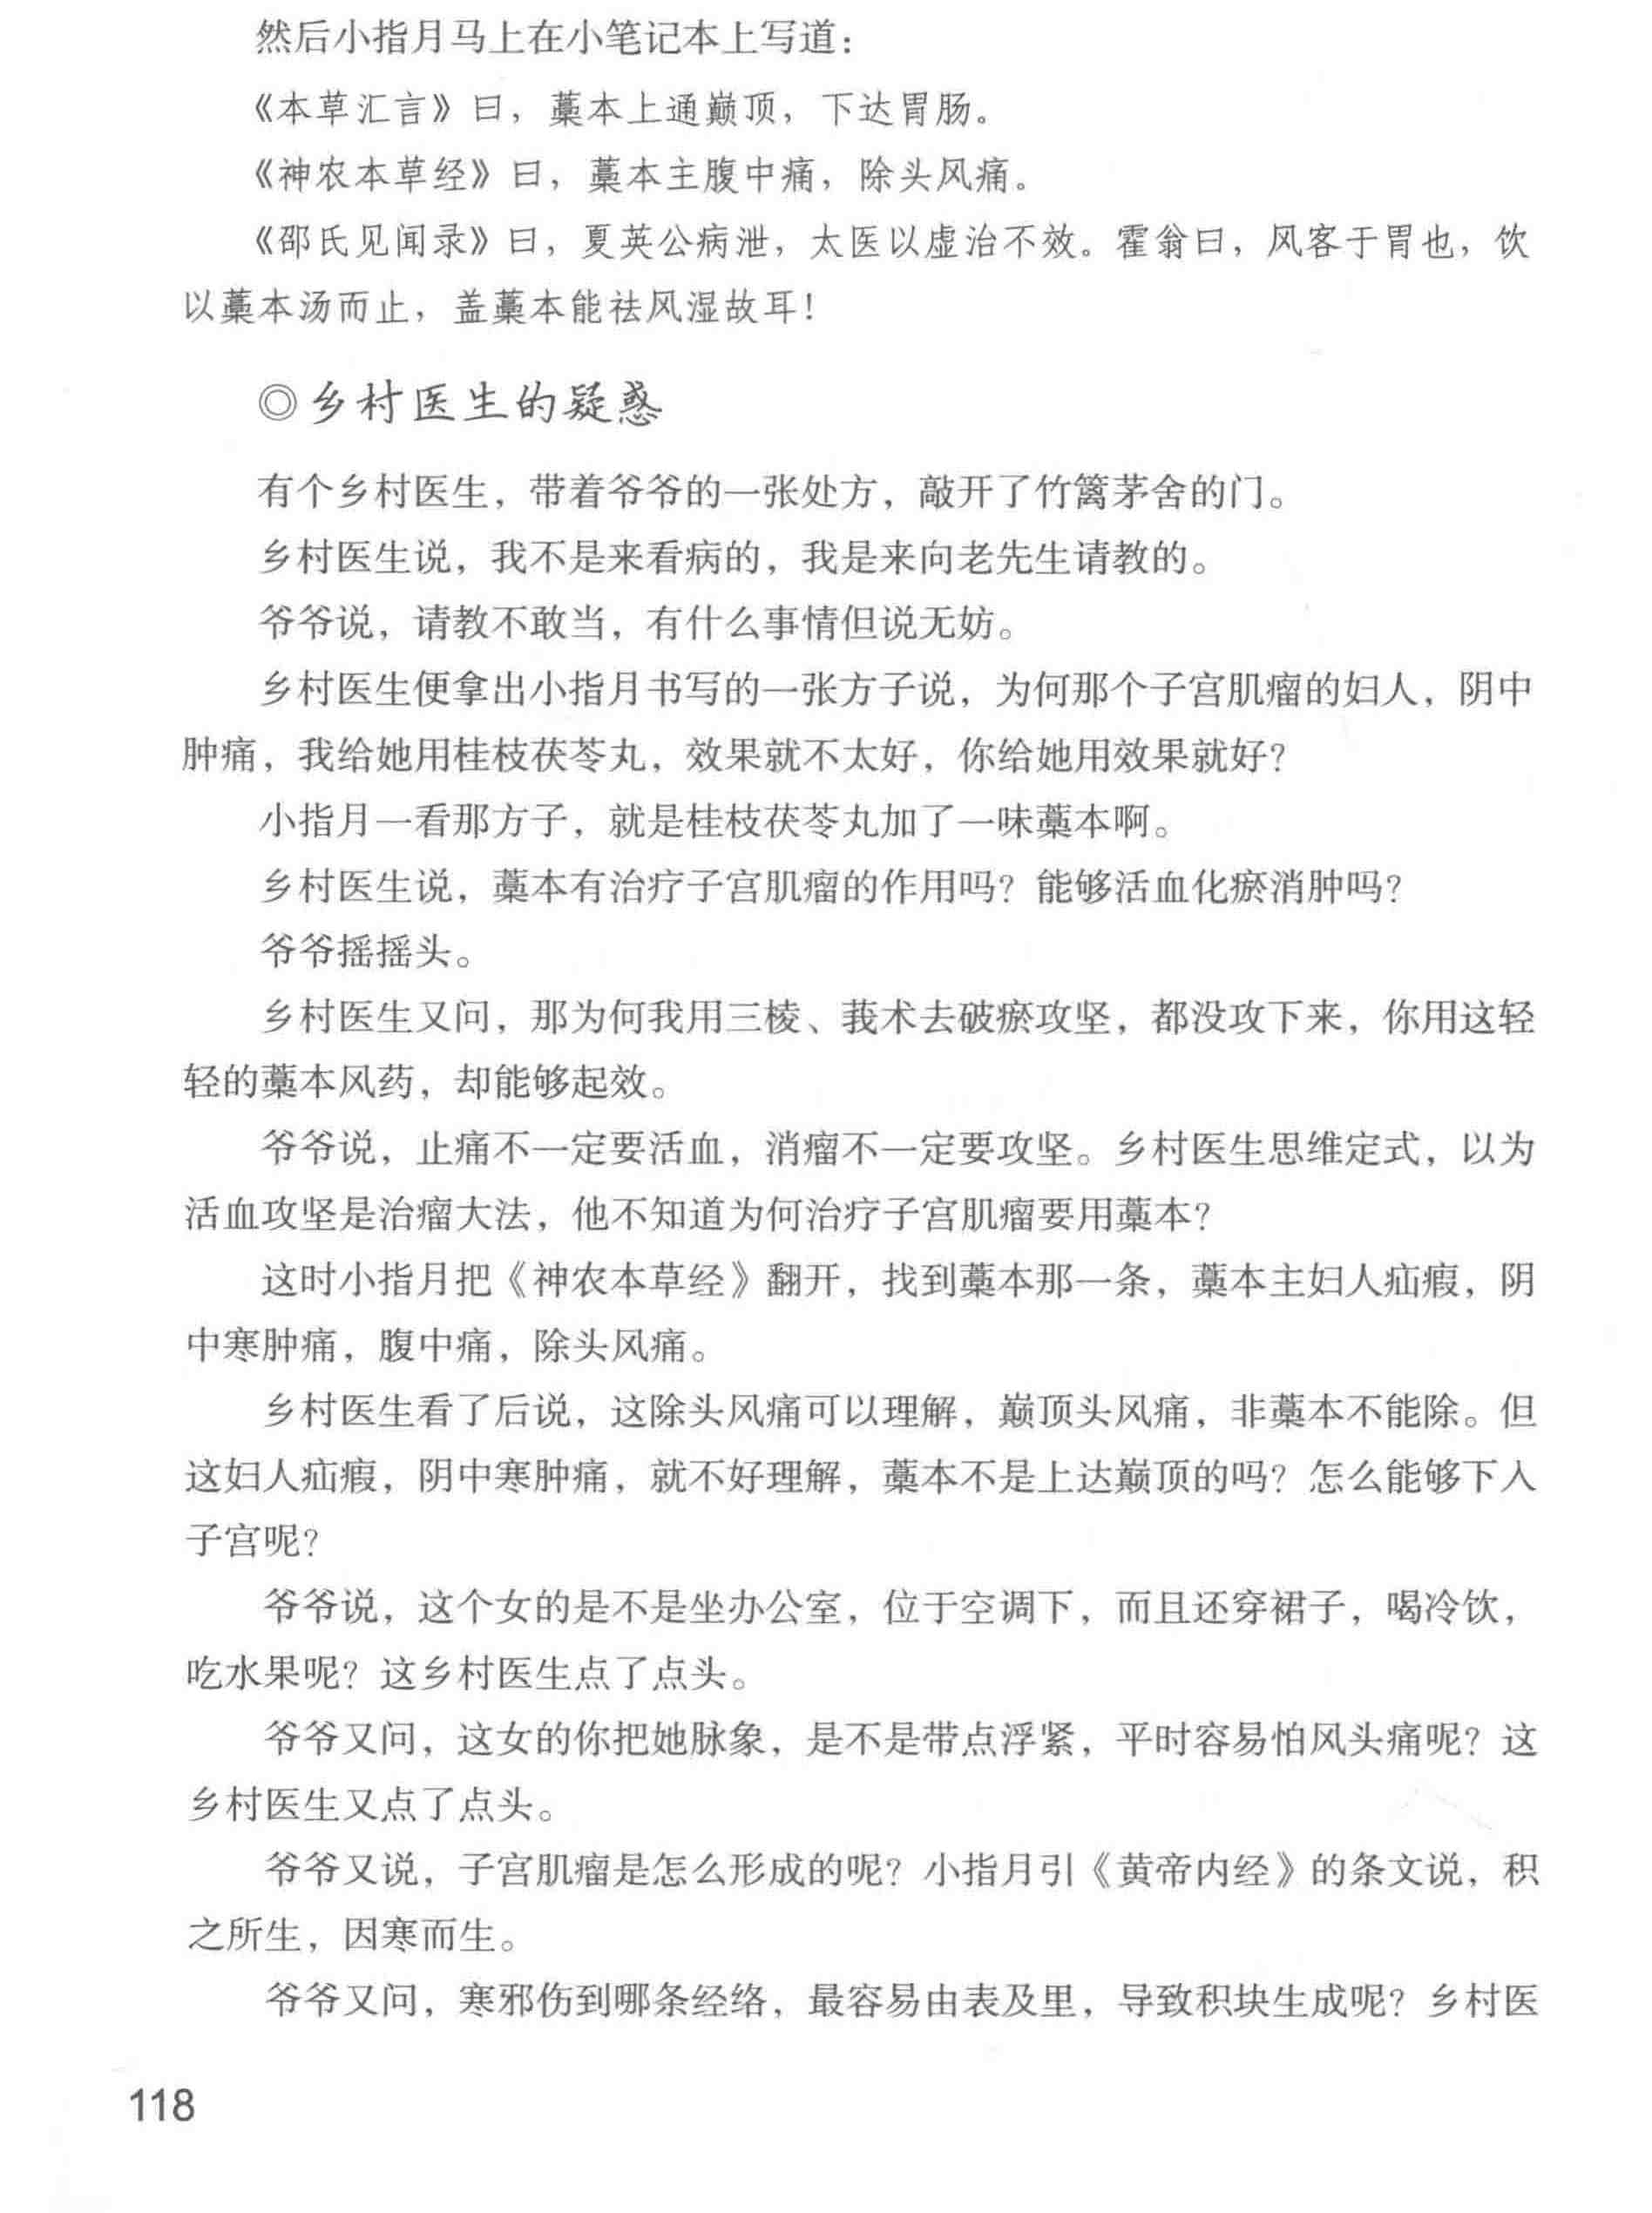 然后小指月马上在小笔记本上写道：
《本草汇言》曰，藁本上通巅顶，下达胃肠。
《神农本草经》曰，藁本主腹中痛，除头风痛。
《邵氏见闻录》曰，夏英公病泄，太医以虚治不效。霍翁曰，风客于胃也，饮
以藁本汤而止，盖藁本能祛风湿故耳！
◎乡村医生的疑惑
有个乡村医生，带着爷爷的一张处方，敲开了竹篱茅舍的门。
乡村医生说，我不是来看病的，我是来向老先生请教的。
爷爷说，请教不敢当，有什么事情但说无妨。
乡村医生便拿出小指月书写的一张方子说，为何那个子宫肌瘤的妇人，阴中
肿痛，我给她用桂枝茯苓丸，效果就不太好，你给她用效果就好？
小指月一看那方子，就是桂枝茯苓丸加了一味藁本啊。
乡村医生说，藁本有治疗子宫肌瘤的作用吗？能够活血化瘀消肿吗？
爷爷摇摇头。
乡村医生又问，那为何我用三棱、莪术去破瘀攻坚，都没攻下来，你用这轻
轻的藁本风药，却能够起效。
爷爷说，止痛不一定要活血，消瘤不一定要攻坚。乡村医生思维定式，以为
活血攻坚是治瘤大法，他不知道为何治疗子宫肌瘤要用藁本？
这时小指月把《神农本草经》翻开，找到藁本那一条，藁本主妇人疝瘕，阴
中寒肿痛，腹中痛，除头风痛。
乡村医生看了后说，这除头风痛可以理解，巅顶头风痛，非藁本不能除。但
这妇人疝瘕，阴中寒肿痛，就不好理解，藁本不是上达巅顶的吗？怎么能够下入
子宫呢？
爷爷说，这个女的是不是坐办公室，位于空调下，而且还穿裙子，喝冷饮，
吃水果呢？这乡村医生点了点头。
爷爷又问，这女的你把她脉象，是不是带点浮紧，平时容易怕风头痛呢？这
乡村医生又点了点头。
爷爷又说，子宫肌瘤是怎么形成的呢？小指月引《黄帝内经》的条文说，积
之所生，因寒而生。
爷爷又问，寒邪伤到哪条经络，最容易由表及里，导致积块生成呢？乡村医
118